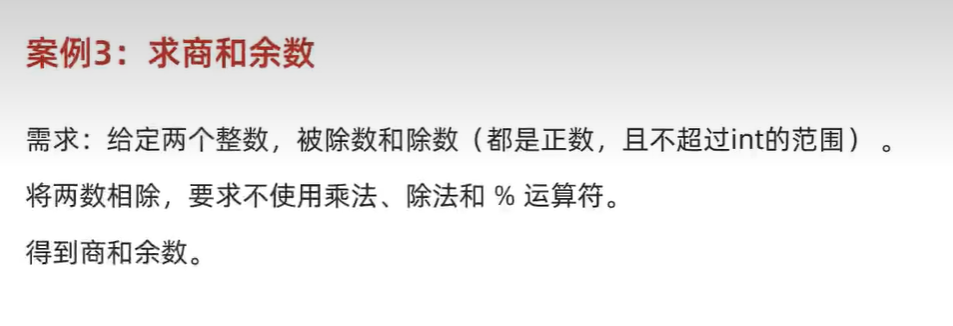 案例3：求商和余数
需求：给定两个整数，被除数和除数（都是正数，且不超过int的范围） 。
将两数相除，要求不使用乘法、除法和 % 运算符。
得到商和余数。